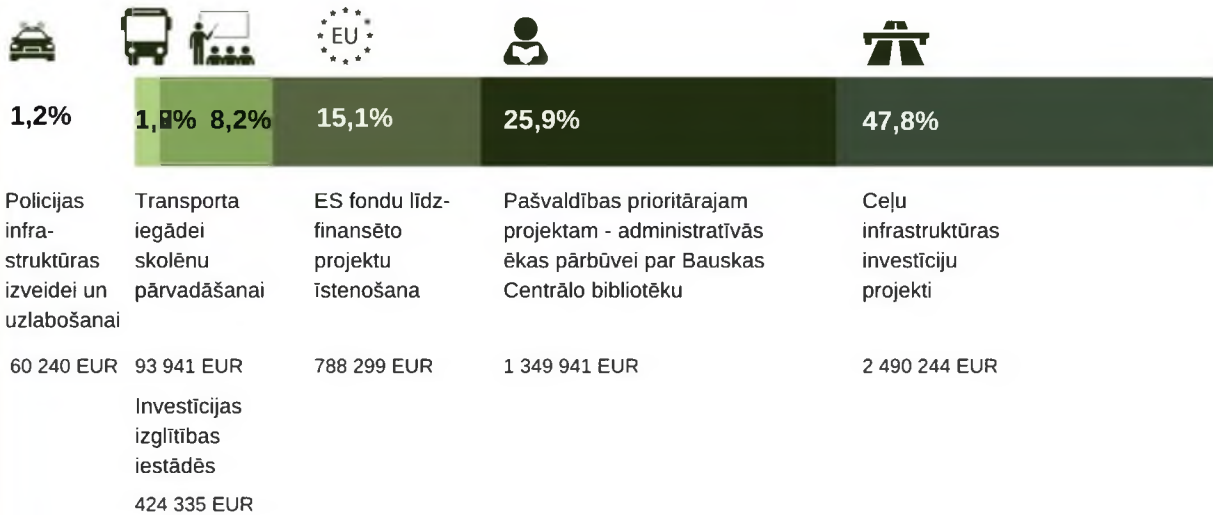 EU
1,2%
8,2%
15,1%
25,9%
47,8%
Policijas
infra-
struktūras
izveidei un
uzlabošanai
60 240 EUR
Transporta
iegādei
skolēnu
pārvadāšanai
93 941 EUR
Investīcijas
izglītības
iestādēs
424 335 EUR
ES fondu līdz-
finansēto
projektu
īstenošana
788 299 EUR
Pašvaldības prioritārajam
projektam - administratīvās
ēkas pārbūvei par Bauskas
Centrālo bibliotēku
1 349 941 EUR
Ceļu
infrastruktūras
investīciju
projekti
2 490 244 EUR